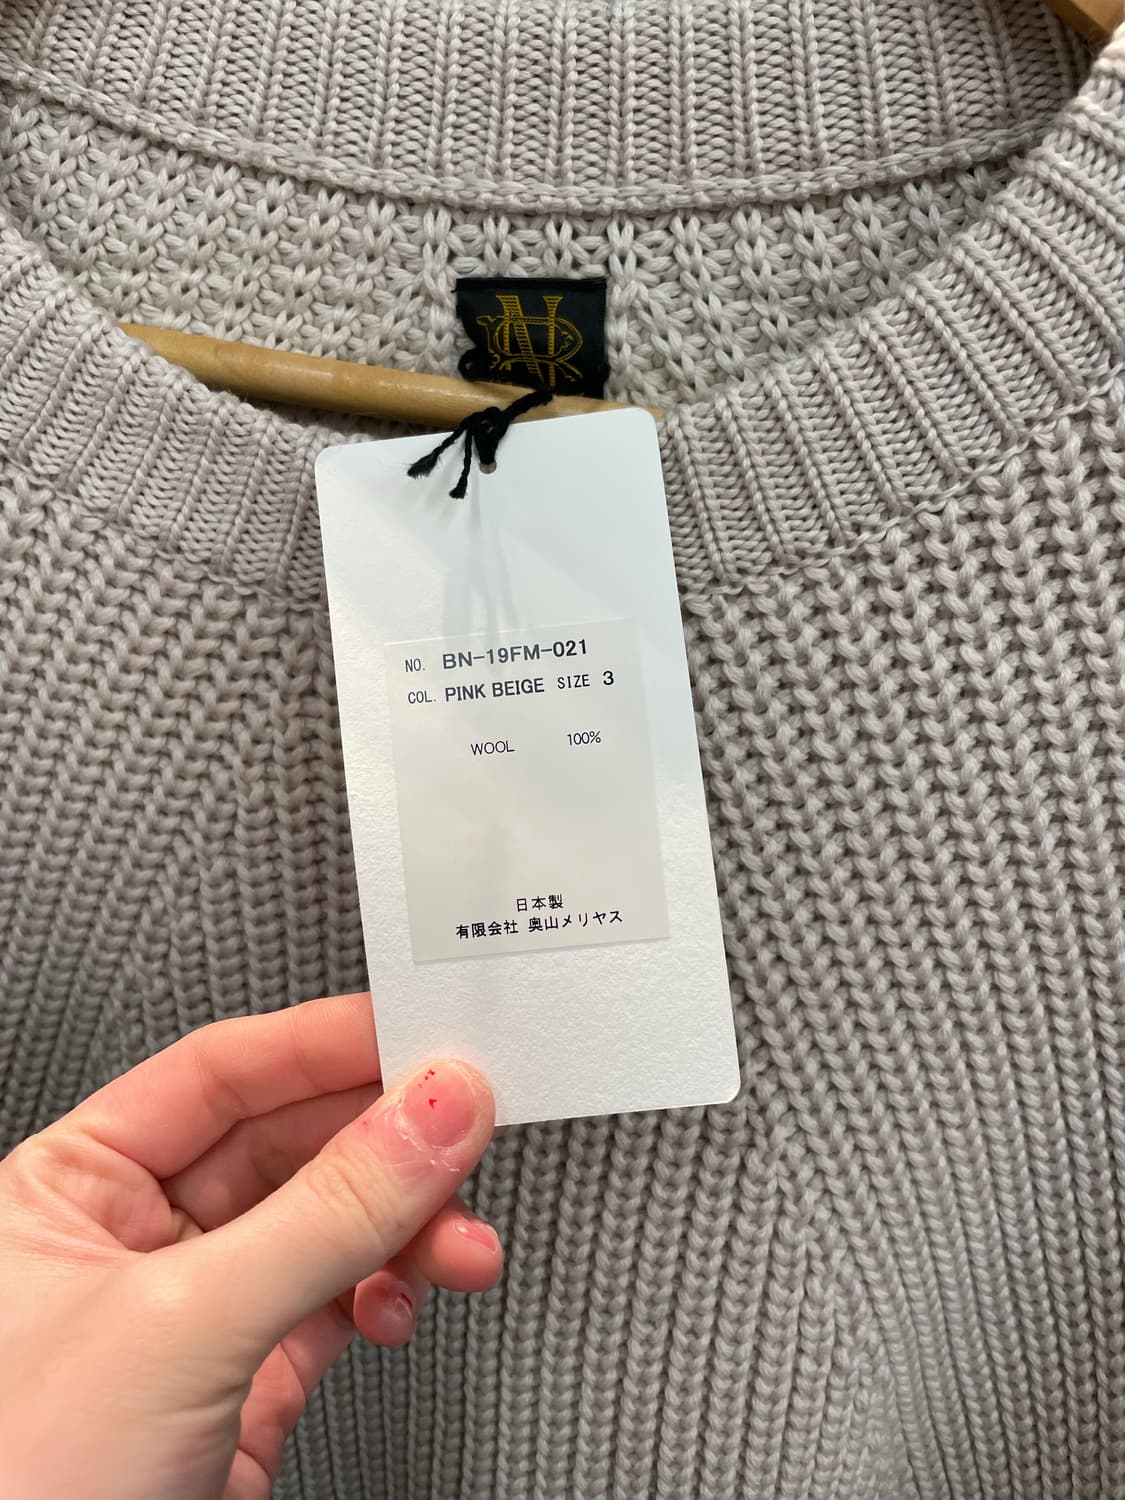 NO. BN-19FM-021
COL. PINK BEIGE SIZE 3
WOOL 100%
日本製
有限会社 奥山メリヤス